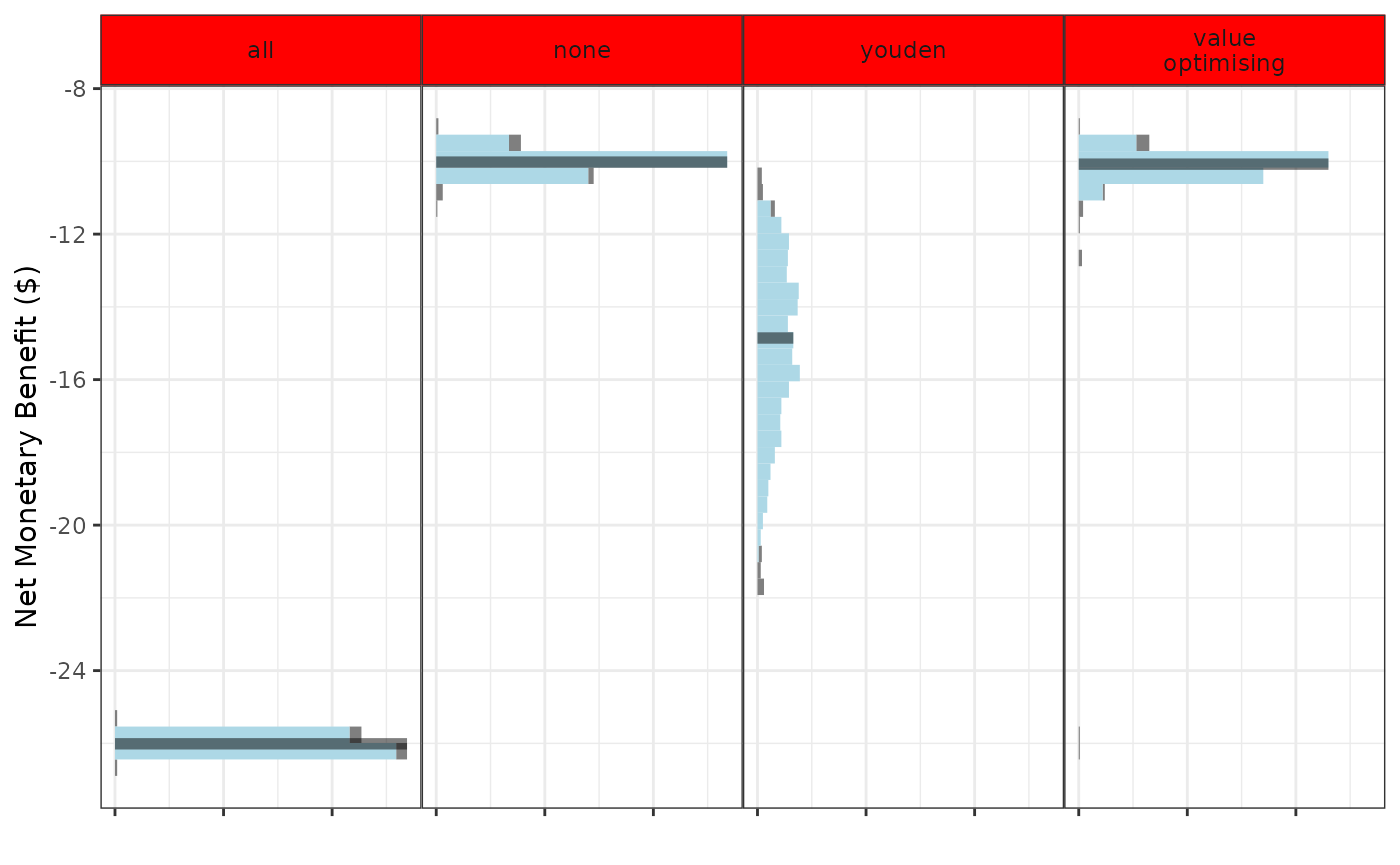 all
none
youden
value
optimising
Net Monetary Benefit ($)
-8
-12
-16
-20
-24